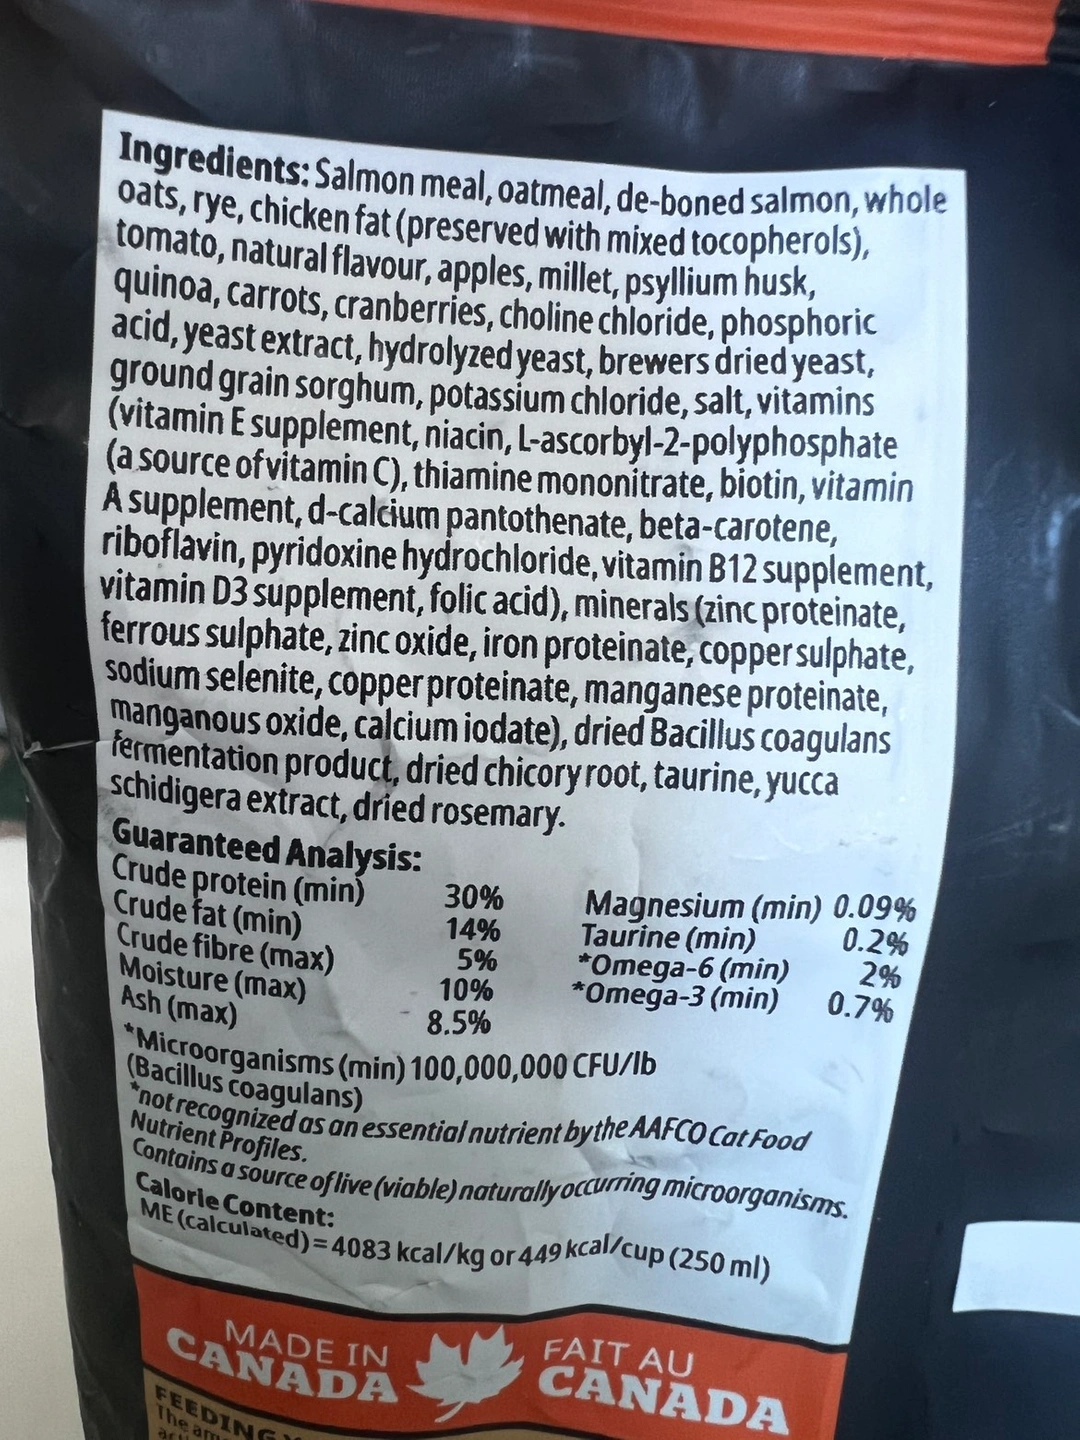 Ingredients: Salmon meal, oatmeal, de-boned salmon, whole
oats, rye, chicken fat (preserved with mixed tocopherols),
tomato, natural flavour, apples, millet, psyllium husk,
quinoa, carrots, cranberries, choline chloride, phosphoric
acid, yeast extract, hydrolyzed yeast, brewers dried yeast,
ground grain sorghum, potassium chloride, salt, vitamins
(vitamin E supplement, niacin, L-ascorbyl-2-polyphosphate
(a source of vitamin C), thiamine mononitrate, biotin, vitamin
A supplement, d-calcium pantothenate, beta-carotene,
riboflavin, pyridoxine hydrochloride, vitamin B12 supplement,
vitamin D3 supplement, folic acid), minerals (zinc proteinate,
ferrous sulphate, zinc oxide, iron proteinate, copper sulphate,
sodium selenite, copper proteinate, manganese proteinate,
manganous oxide, calcium iodate), dried Bacillus coagulans
fermentation product, dried chicory root, taurine, yucca
schidigera extract, dried rosemary.
Guaranteed Analysis:
Crude protein (min) 30% Magnesium (min) 0.09%
Crude fat (min) 14% Taurine (min) 0.2%
Crude fibre (max) 5% *Omega-6 (min) 2%
Moisture (max) 10% *Omega-3 (min) 0.7%
Ash (max) 8.5%
*Microorganisms (min) 100,000,000 CFU/lb
(Bacillus coagulans)
*not recognized as an essential nutrient by the AAFCO Cat Food
Nutrient Profiles.
Contains a source of live (viable) naturally occurring microorganisms.
Calorie Content:
ME (calculated) = 4083 kcal/kg or 449 kcal/cup (250 ml)
MADE IN CANADA
FAIT AU CANADA
FEEDING
The